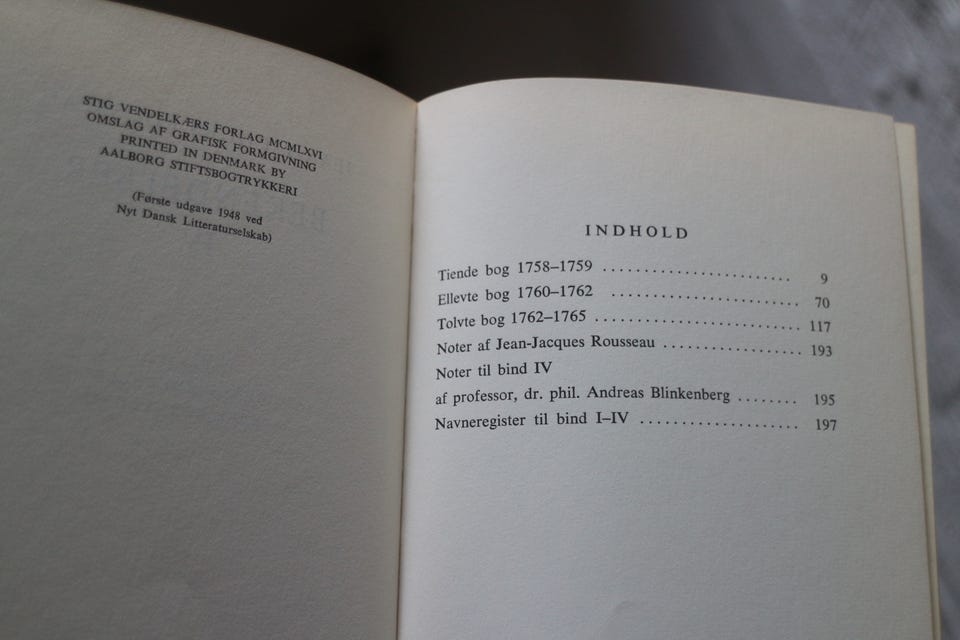 STIG VENDELKÆRS FORLAG MCMLXVI
OMSLAG AF GRAFISK FORMGIVNING
PRINTED IN DENMARK BY
AALBORG STIFTSBOGTRYKKERI
(Første udgave 1948 ved
Nyt Dansk Litteraturselskab)
INDHOLD
Tiende bog 1758–1759 ....................... 9
Ellevte bog 1760–1762 ....................... 70
Tolvte bog 1762–1765 ......................... 117
Noter af Jean-Jacques Rousseau ................. 193
Noter til bind IV
af professor, dr. phil. Andreas Blinkenberg ........ 195
Navneregister til bind I–IV .................... 197